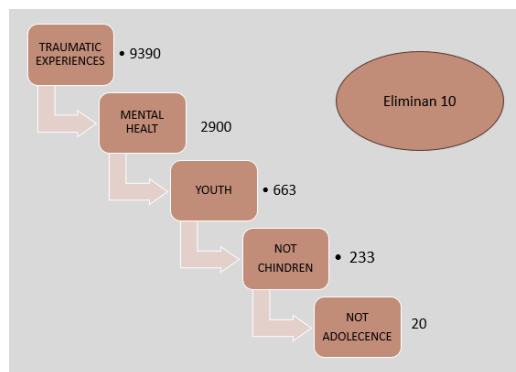 TRAUMATIC
EXPERIENCES
• 9390
Eliminan 10
MENTAL
HEALT
2900
YOUTH
• 663
NOT
CHINDREN
• 233
NOT
ADOLECENCE
20